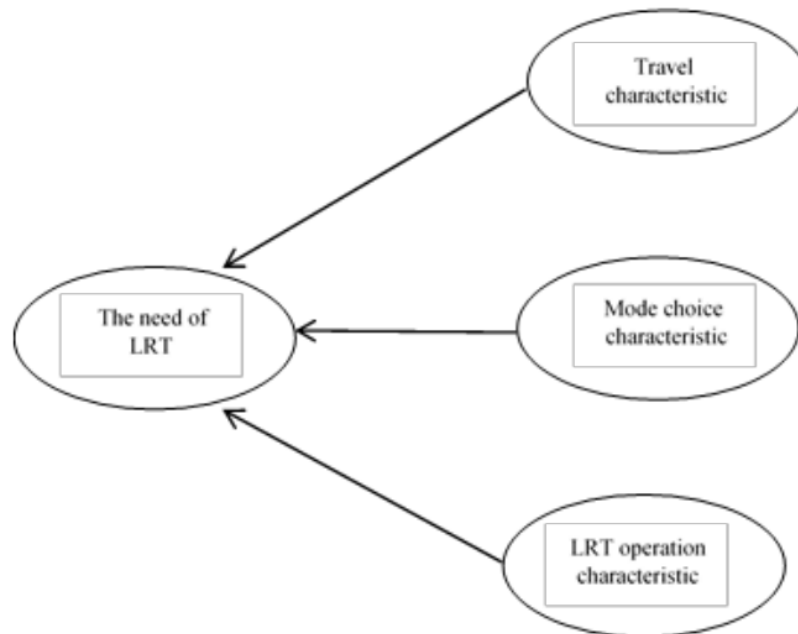 Travel
characteristic
The need of
LRT
Mode choice
characteristic
LRT operation
characteristic